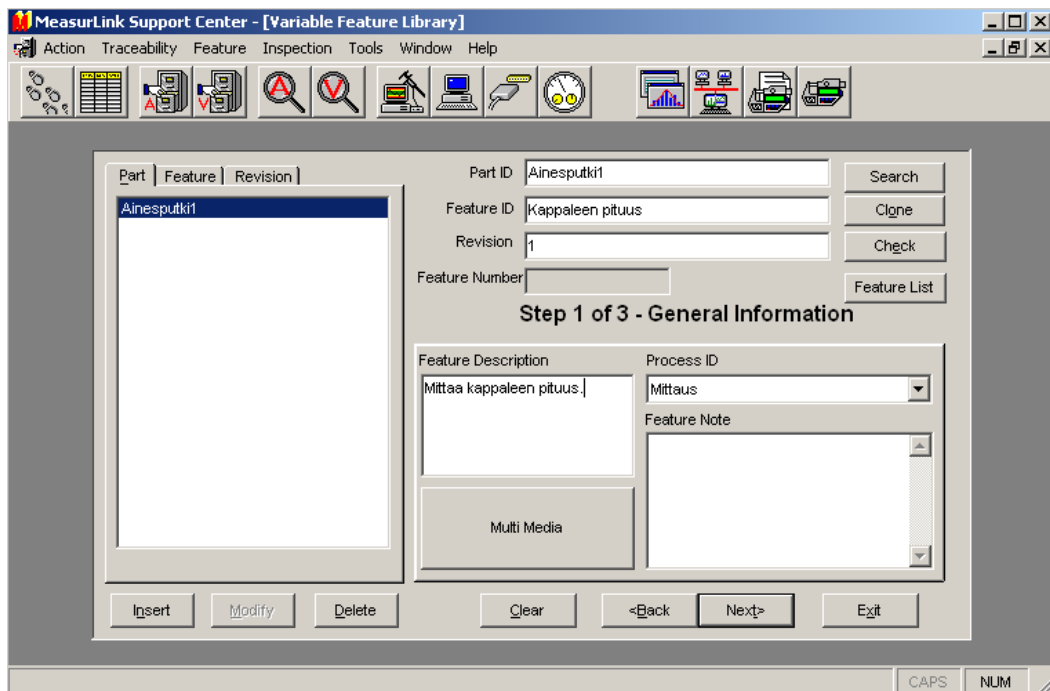 MeasurLink Support Center - [Variable Feature Library]
Action Traceability Feature Inspection Tools Window Help
A V A V
Part Feature Revision
Ainesputki1
Part ID Ainesputki1 Search
Feature ID Kappaleen pituus Clone
Revision 1 Check
Feature Number Feature List
Step 1 of 3 - General Information
Feature Description Process ID
Mittaa kappaleen pituus. Mittaus
Feature Note
Multi Media
Insert Modify Delete Clear <Back Next> Exit
CAPS NUM